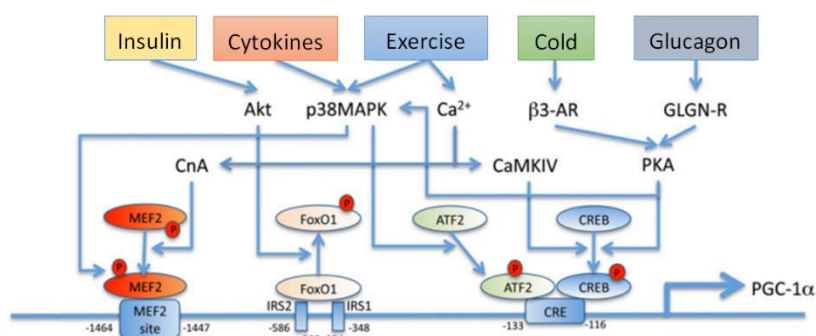 Insulin Cytokines Exercise Cold Glucagon
Akt p38MAPK Ca²⁺ β3-AR GLGN-R
CnA CaMKIV PKA
MEF2 P FoxO1 P ATF2 CREB
P MEF2 FoxO1 P ATF2 P CREB
PGC-1α
MEF2 site IRS2 IRS1 CRE
-1464 -1447 -586 -348 -133 -116